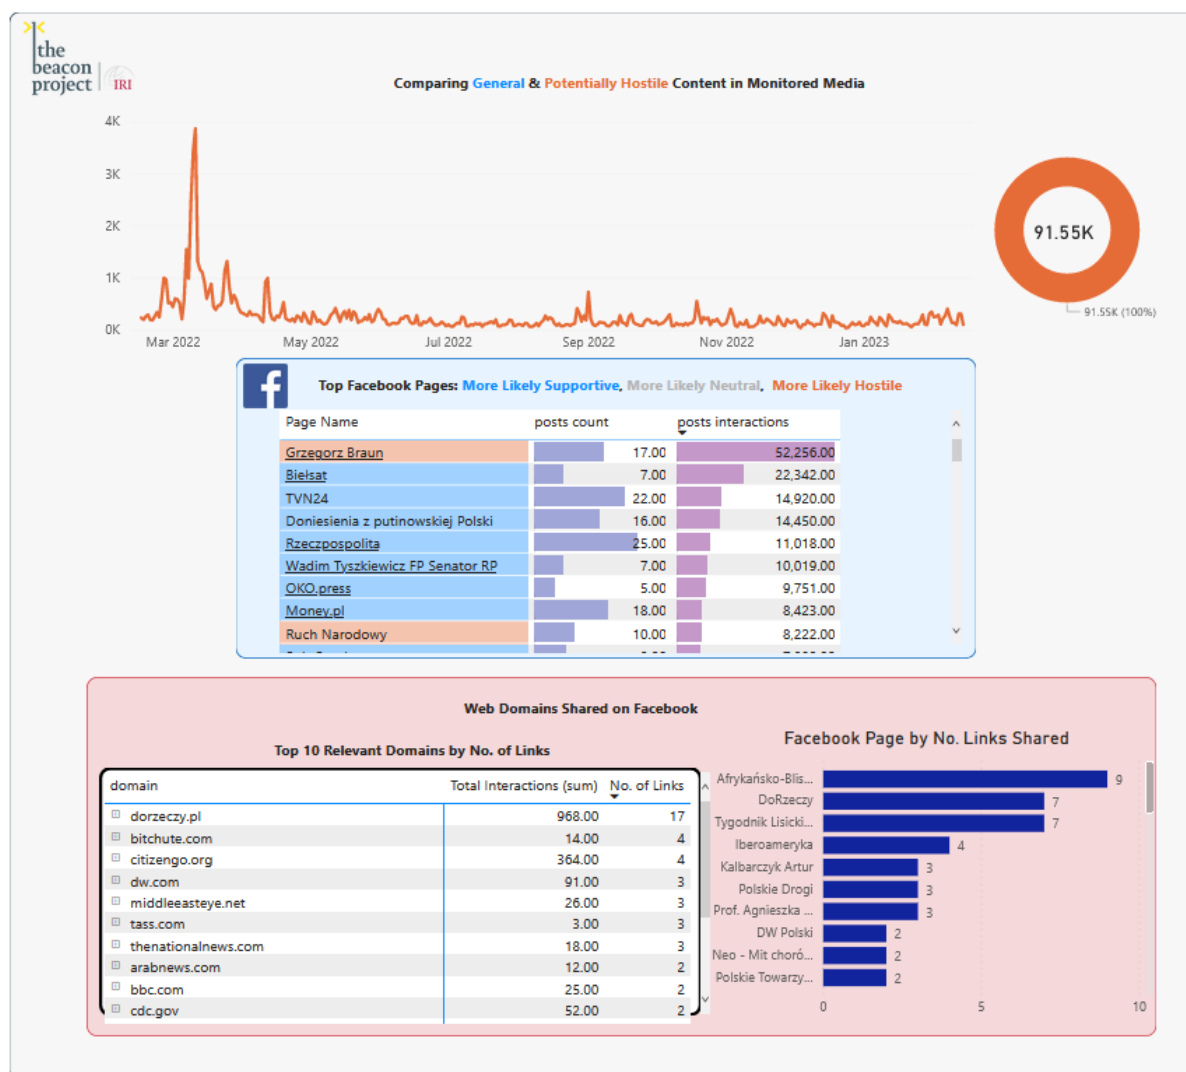 the
beacon
project
IRI
Comparing General & Potentially Hostile Content in Monitored Media
4K
3K
2K
1K
0K
Mar 2022 May 2022 Jul 2022 Sep 2022 Nov 2022 Jan 2023
91.55K
91.55K (100%)
Top Facebook Pages: More Likely Supportive, More Likely Neutral, More Likely Hostile
Page Name posts count posts interactions
Grzegorz Braun 17.00 52,256.00
Biełsat 7.00 22,342.00
TVN24 22.00 14,920.00
Doniesienia z putinowskiej Polski 16.00 14,450.00
Rzeczpospolita 25.00 11,018.00
Wadim Tyszkiewicz FP Senator RP 7.00 10,019.00
OKO.press 5.00 9,751.00
Money.pl 18.00 8,423.00
Ruch Narodowy 10.00 8,222.00
Web Domains Shared on Facebook
Top 10 Relevant Domains by No. of Links
domain Total Interactions (sum) No. of Links
dorzeczy.pl 968.00 17
bitchute.com 14.00 4
citizengo.org 364.00 4
dw.com 91.00 3
middleeasteye.net 26.00 3
tass.com 3.00 3
thenationalnews.com 18.00 3
arabnews.com 12.00 2
bbc.com 25.00 2
cdc.gov 52.00 2
Facebook Page by No. Links Shared
Afrykańsko-Blis... 9
DoRzeczy 7
Tygodnik Lisicki... 7
Iberoameryka 4
Kalbarczyk Artur 3
Polskie Drogi 3
Prof. Agnieszka ... 3
DW Polski 2
Neo - Mit choró... 2
Polskie Towarzy... 2
0 5 10